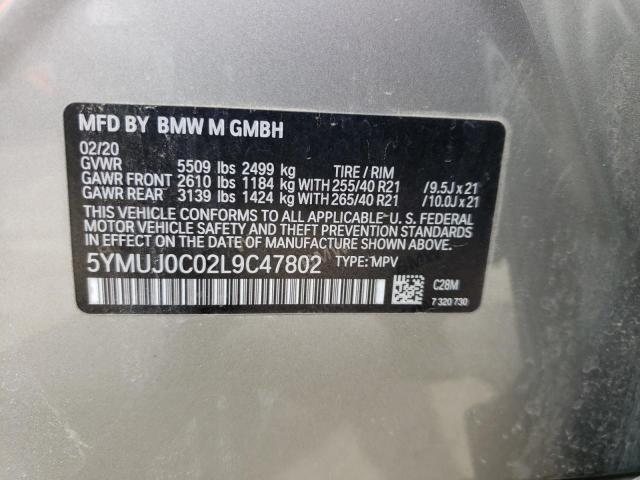 MFD BY BMW M GMBH
02/20
GVWR 5509 lbs 2499 kg TIRE / RIM
GAWR FRONT 2610 lbs 1184 kg WITH 255/40 R21 /9.5J x 21
GAWR REAR 3139 lbs 1424 kg WITH 265/40 R21 /10.0J x 21
THIS VEHICLE CONFORMS TO ALL APPLICABLE U. S. FEDERAL
MOTOR VEHICLE SAFETY AND THEFT PREVENTION STANDARDS
IN EFFECT ON THE DATE OF MANUFACTURE SHOWN ABOVE.
5YMUJ0C02L9C47802 TYPE: MPV
C28M
7 320 730